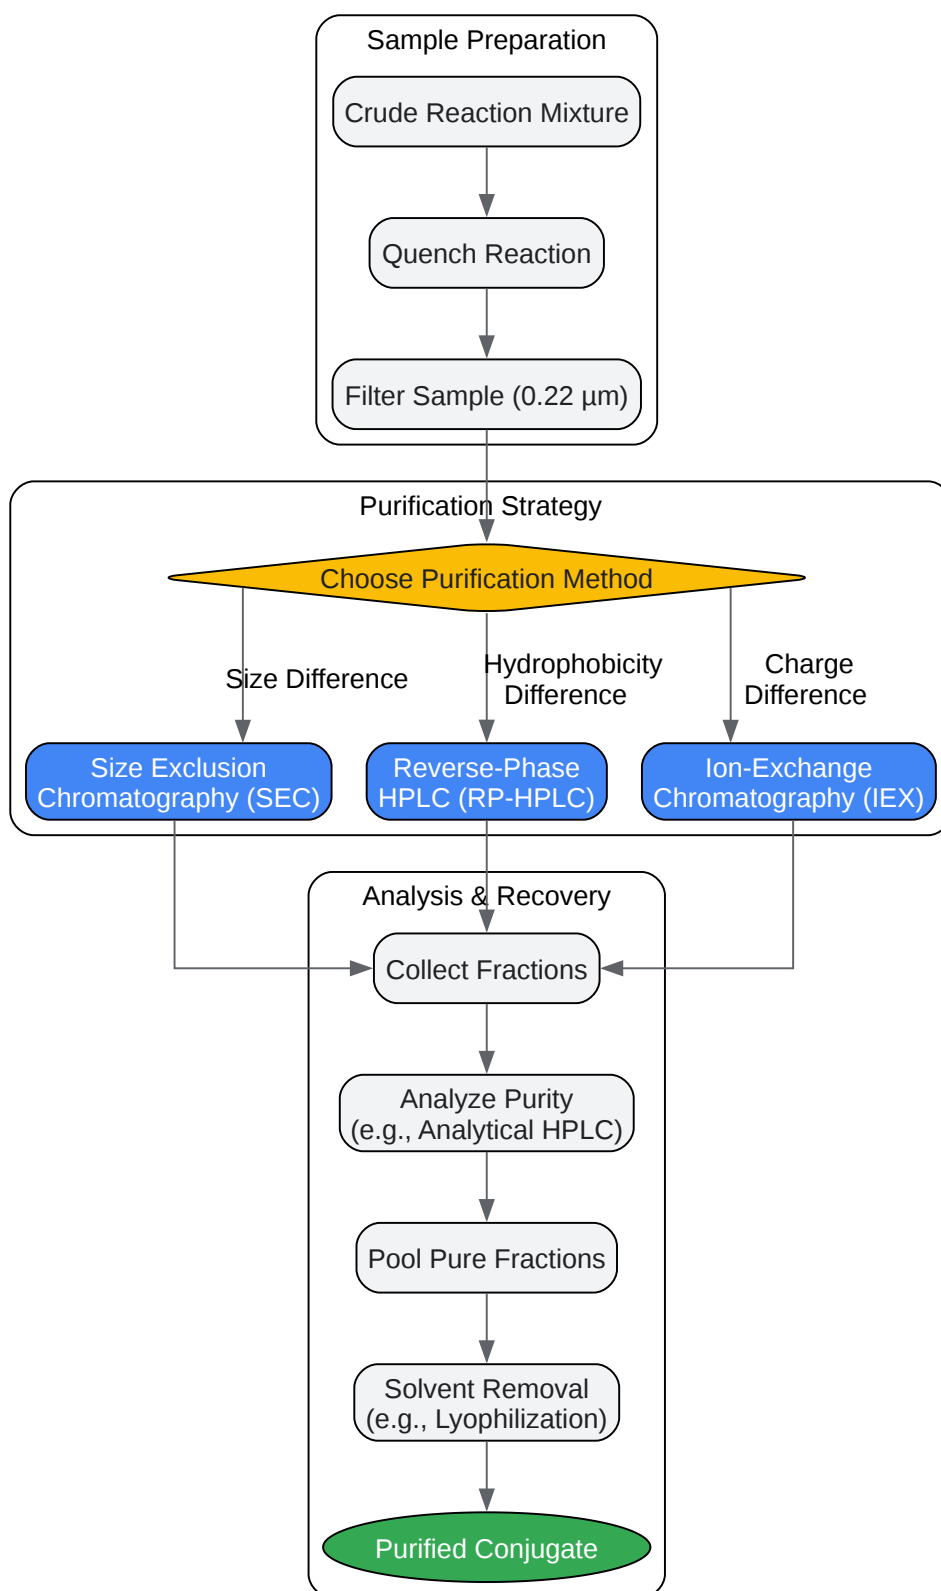 Sample Preparation
Crude Reaction Mixture
Quench Reaction
Filter Sample (0.22 µm)
Purification Strategy
Choose Purification Method
Size Difference
Hydrophobicity
Difference
Charge
Difference
Size Exclusion
Chromatography (SEC)
Reverse-Phase
HPLC (RP-HPLC)
Ion-Exchange
Chromatography (IEX)
Analysis & Recovery
Collect Fractions
Analyze Purity
(e.g., Analytical HPLC)
Pool Pure Fractions
Solvent Removal
(e.g., Lyophilization)
Purified Conjugate